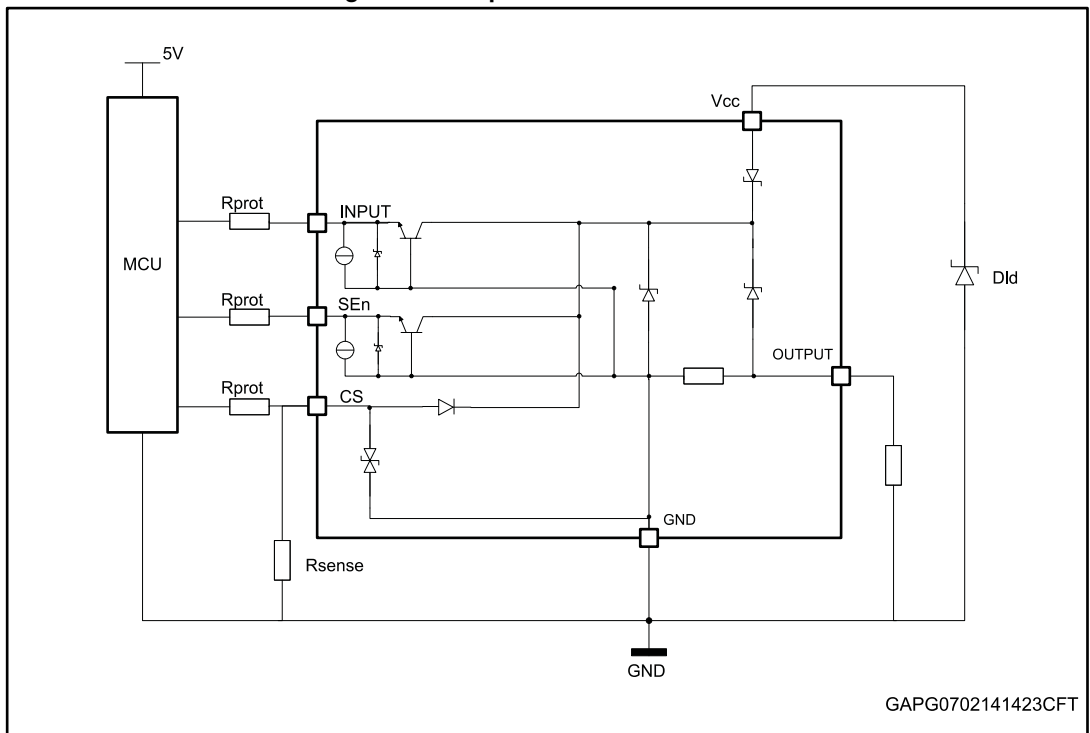 5V
Vcc
Rprot
INPUT
MCU
Dld
Rprot
SEn
OUTPUT
Rprot
CS
GND
Rsense
GND
GAPG0702141423CFT